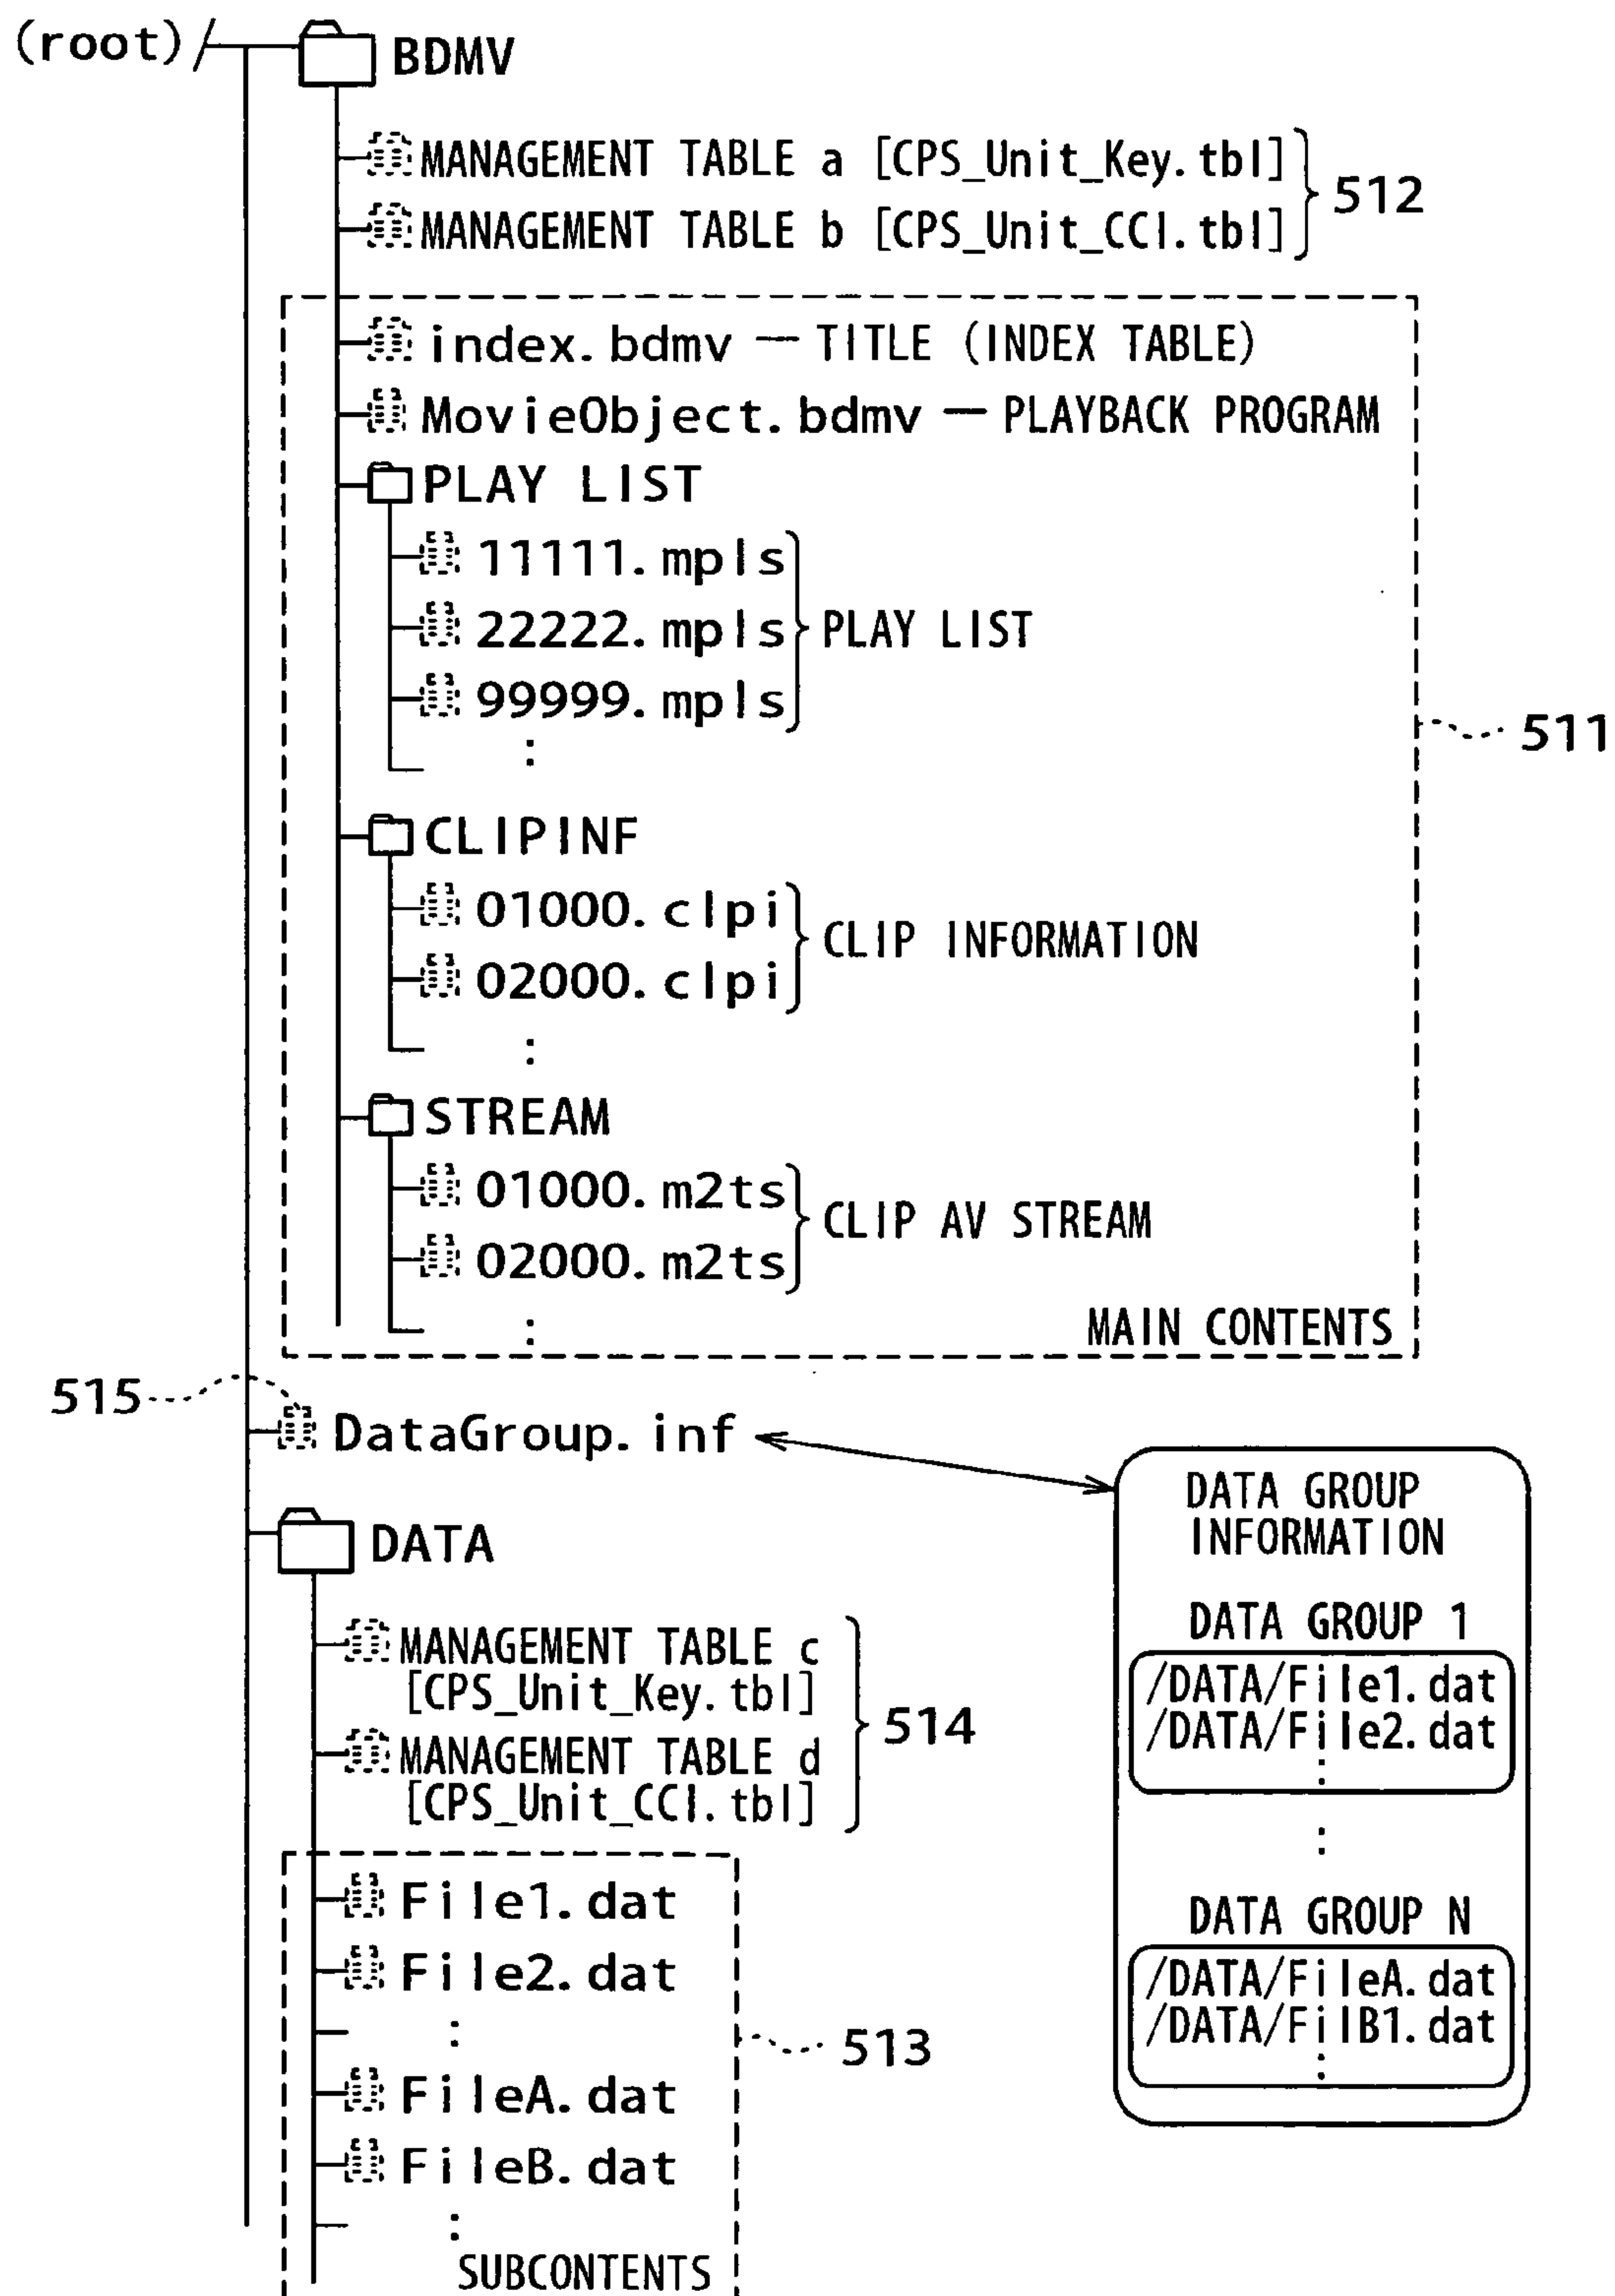 (root)/ BDMV
MANAGEMENT TABLE a [CPS_Unit_Key.tbl]
MANAGEMENT TABLE b [CPS_Unit_CCI.tbl]
512
index.bdmv — TITLE (INDEX TABLE)
MovieObject.bdmv — PLAYBACK PROGRAM
PLAY LIST
11111.mpls
22222.mpls
99999.mpls
:
PLAY LIST
511
CLIPINF
01000.clpi
02000.clpi
:
CLIP INFORMATION
STREAM
01000.m2ts
02000.m2ts
:
CLIP AV STREAM
MAIN CONTENTS
515
DataGroup.inf
DATA
MANAGEMENT TABLE c
[CPS_Unit_Key.tbl]
MANAGEMENT TABLE d
[CPS_Unit_CCI.tbl]
514
File1.dat
File2.dat
:
FileA.dat
FileB.dat
:
SUBCONTENTS
513
DATA GROUP
INFORMATION
DATA GROUP 1
/DATA/File1.dat
/DATA/File2.dat
:
:
DATA GROUP N
/DATA/FileA.dat
/DATA/FilB1.dat
: